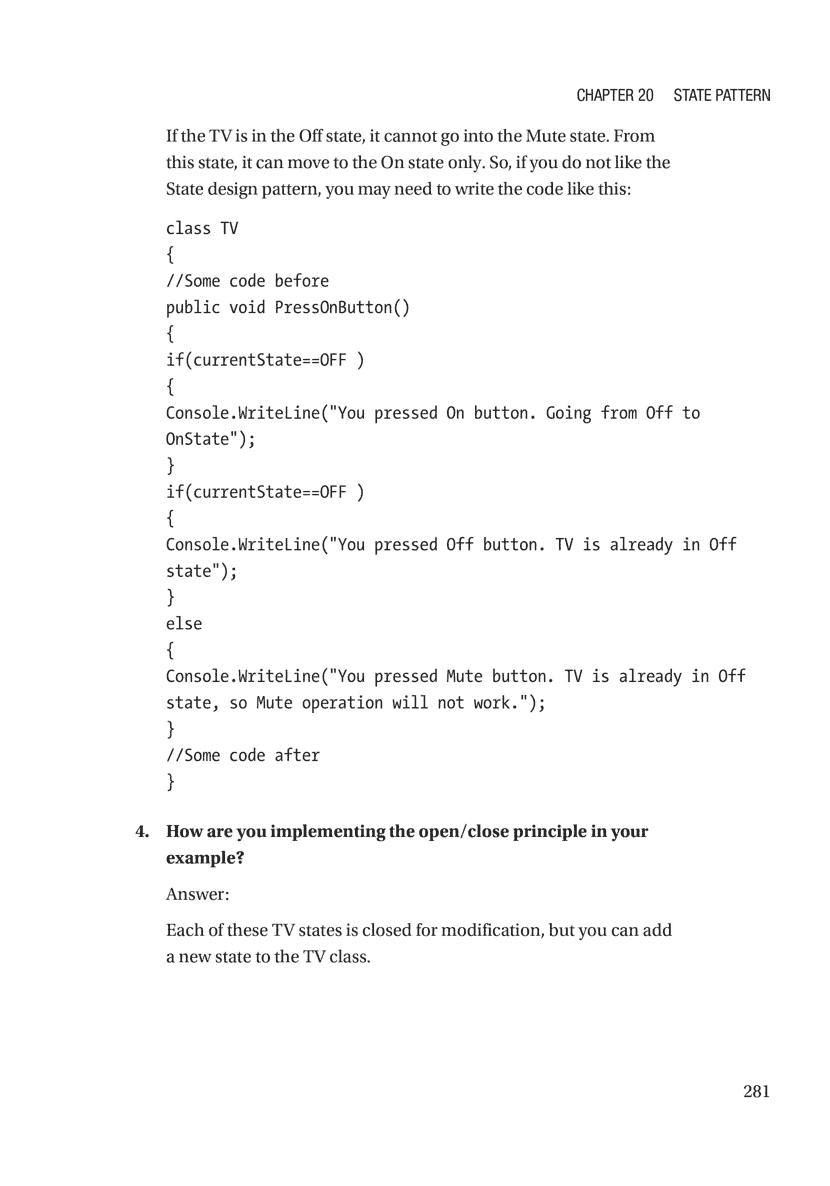 CHAPTER 20 STATE PATTERN
If the TV is in the Off state, it cannot go into the Mute state. From
this state, it can move to the On state only. So, if you do not like the
State design pattern, you may need to write the code like this:
class TV
{
//Some code before
public void PressOnButton()
{
if(currentState==OFF )
{
Console.WriteLine("You pressed On button. Going from Off to
OnState");
}
if(currentState==OFF )
{
Console.WriteLine("You pressed Off button. TV is already in Off
state");
}
else
{
Console.WriteLine("You pressed Mute button. TV is already in Off
state, so Mute operation will not work.");
}
//Some code after
}
4. How are you implementing the open/close principle in your
example?
Answer:
Each of these TV states is closed for modification, but you can add
a new state to the TV class.
281